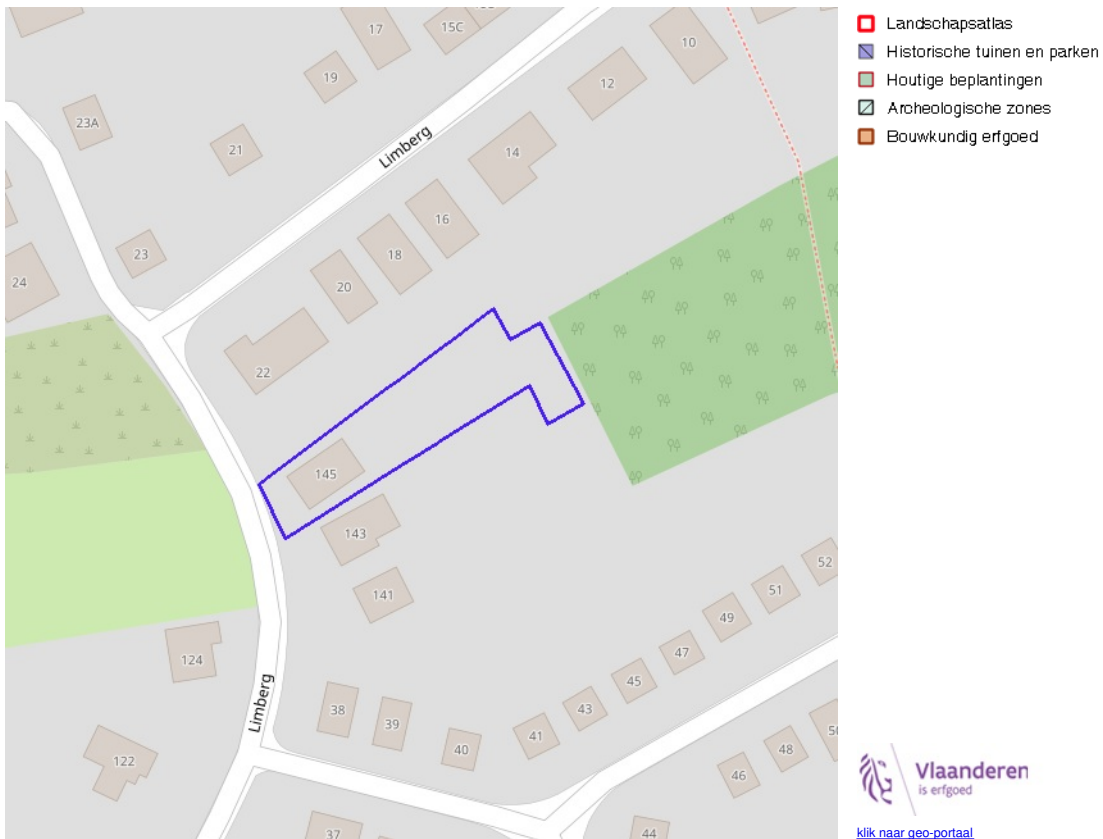 Landschapsatlas
Historische tuinen en parken
Houtige beplantingen
Archeologische zones
Bouwkundig erfgoed
17
15C
10
19
12
23A
21
Limberg
14
16
23
18
24
20
22
145
143
141
52
51
49
124
47
45
Limberg
38
39
43
41
40
122
48
46
37
44
Vlaanderen
is erfgoed
klik naar geo-portaal